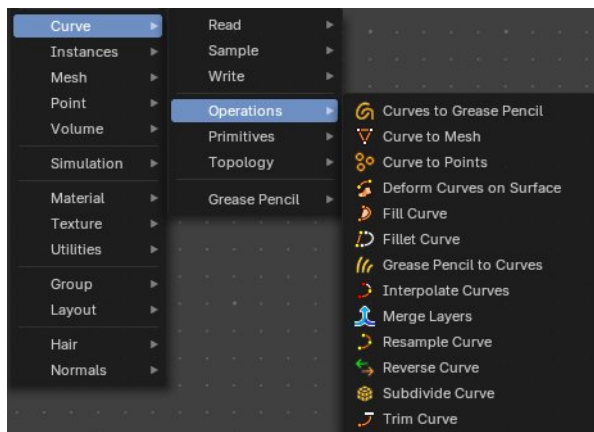 Curve
Instances
Mesh
Point
Volume
Simulation
Material
Texture
Utilities
Group
Layout
Hair
Normals
Read
Sample
Write
Operations
Primitives
Topology
Grease Pencil
Curves to Grease Pencil
Curve to Mesh
Curve to Points
Deform Curves on Surface
Fill Curve
Fillet Curve
Grease Pencil to Curves
Interpolate Curves
Merge Layers
Resample Curve
Reverse Curve
Subdivide Curve
Trim Curve